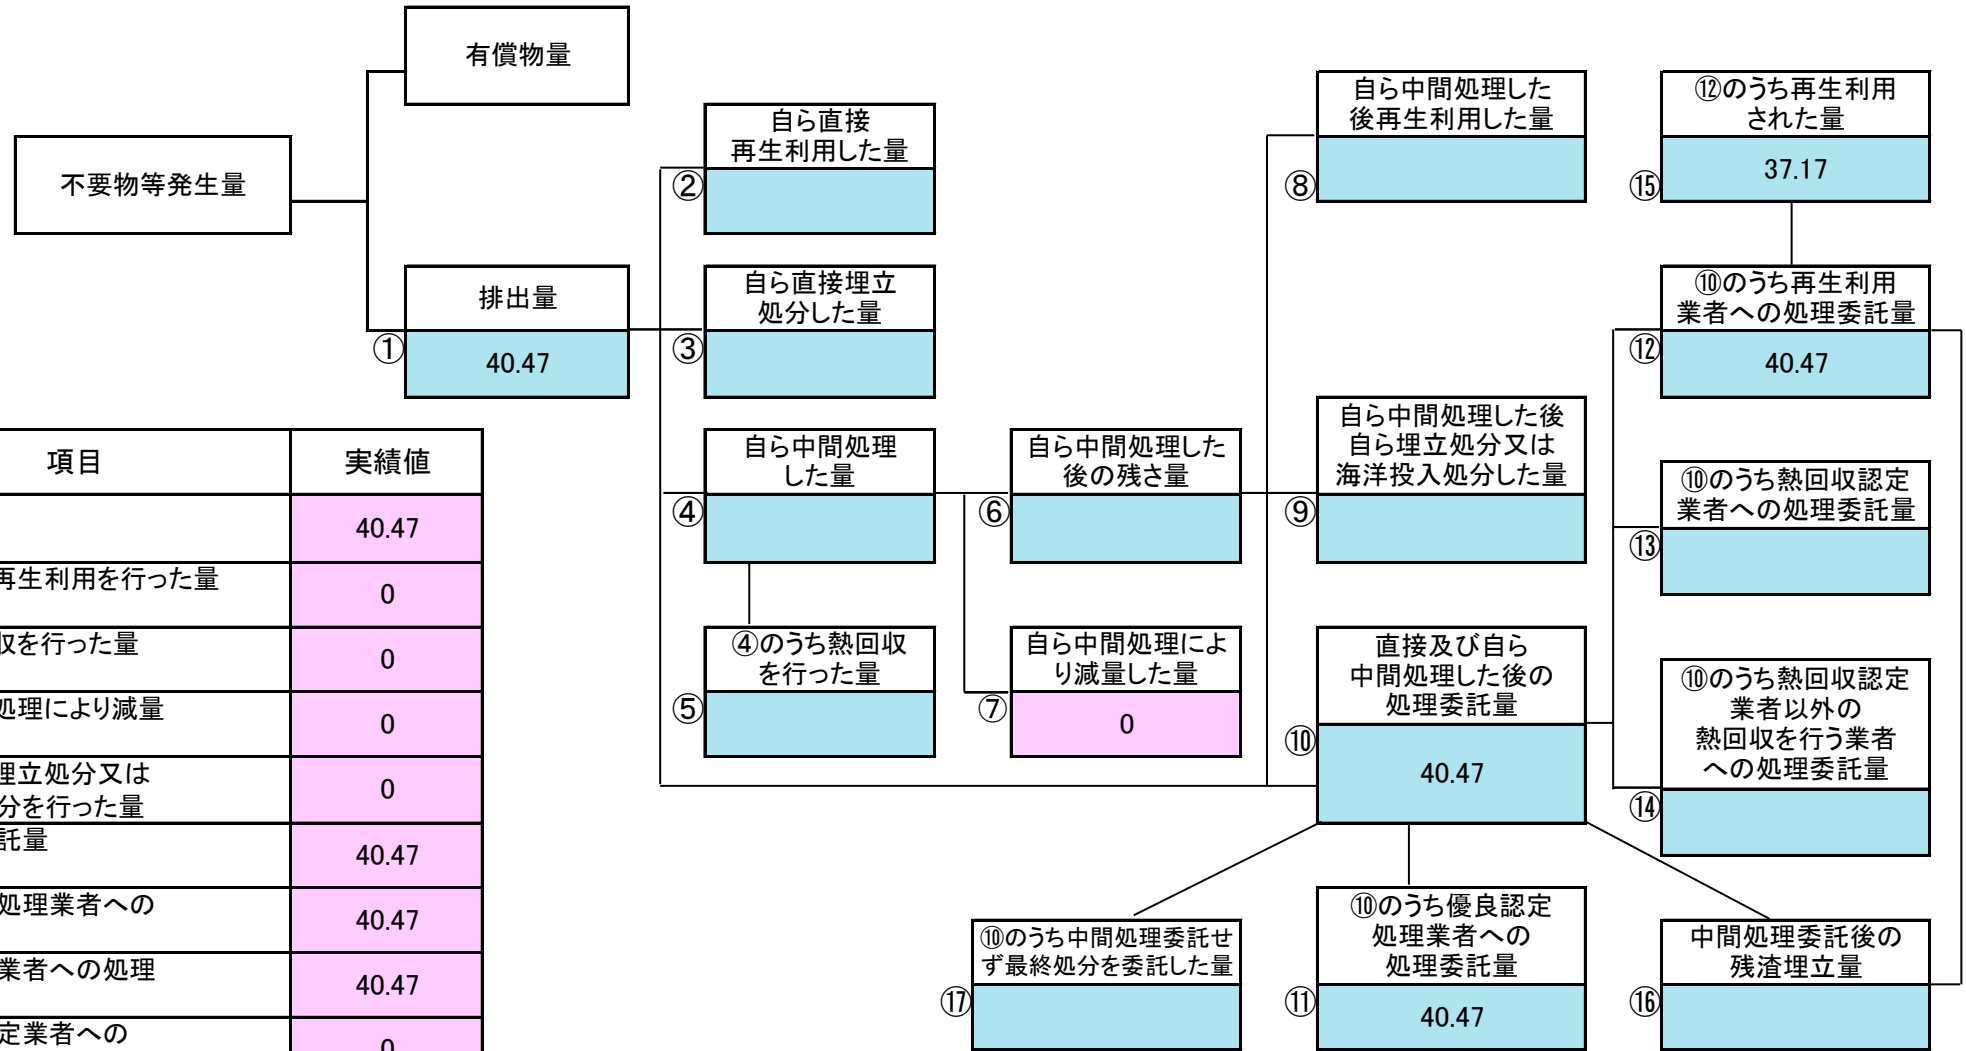 有償物量
不要物等発生量
排出量
①
40.47
自ら直接
再生利用した量
②
自ら直接埋立
処分した量
③
自ら中間処理
した量
④
④のうち熱回収
を行った量
⑤
自ら中間処理した
後の残さ量
⑥
自ら中間処理によ
り減量した量
⑦
0
自ら中間処理した
後再生利用した量
⑧
自ら中間処理した後
自ら埋立処分又は
海洋投入処分した量
⑨
直接及び自ら
中間処理した後の
処理委託量
⑩
40.47
⑩のうち優良認定
処理業者への
処理委託量
⑪
40.47
⑫のうち再生利用
された量
⑮
37.17
⑩のうち再生利用
業者への処理委託量
⑫
40.47
⑩のうち熱回収認定
業者への処理委託量
⑬
⑩のうち熱回収認定
業者以外の
熱回収を行う業者
への処理委託量
⑭
⑩のうち中間処理委託せ
ず最終処分を委託した量
⑰
中間処理委託後の
残渣埋立量
⑯
項目 実績値
40.47
再生利用を行った量
0
収を行った量
0
処理により減量
0
埋立処分又は
分を行った量
0
託量
40.47
処理業者への
40.47
業者への処理
40.47
定業者への
0